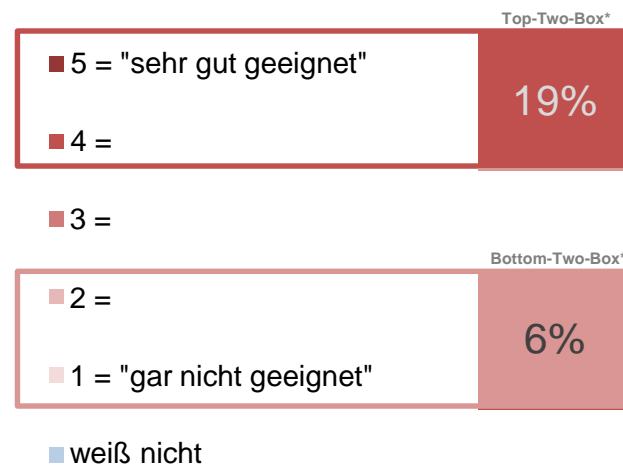 Top-Two-Box*
5 = "sehr gut geeignet"
19%
4 =
3 =
Bottom-Two-Box*
2 =
6%
1 = "gar nicht geeignet"
weiß nicht